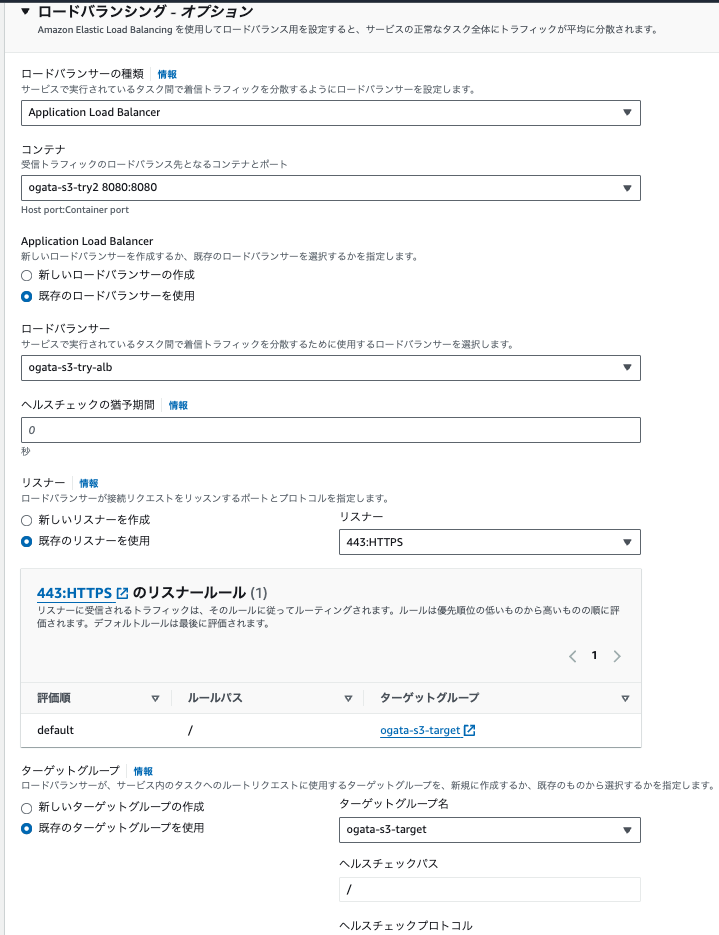 ▼ ロードバランシング - オプション
Amazon Elastic Load Balancing を使用してロードバランス用を設定すると、サービスの正常なタスク全体にトラフィックが平均に分散されます。
ロードバランサーの種類 | 情報
サービスで実行されているタスク間で着信トラフィックを分散するようにロードバランサーを設定します。
Application Load Balancer
コンテナ
受信トラフィックのロードバランス先となるコンテナとポート
ogata-s3-try2 8080:8080
Host port:Container port
Application Load Balancer
新しいロードバランサーを作成するか、既存のロードバランサーを選択するかを指定します。
新しいロードバランサーの作成
既存のロードバランサーを使用
ロードバランサー
サービスで実行されているタスク間で着信トラフィックを分散するために使用するロードバランサーを選択します。
ogata-s3-try-alb
ヘルスチェックの猶予期間 | 情報
0
秒
リスナー | 情報
ロードバランサーが接続リクエストをリッスンするポートとプロトコルを指定します。
新しいリスナーを作成
既存のリスナーを使用
リスナー
443:HTTPS
443:HTTPS のリスナールール (1)
リスナーに受信されるトラフィックは、そのルールに従ってルーティングされます。ルールは優先順位の低いものから高いものの順に評
価されます。デフォルトルールは最後に評価されます。
< 1 >
評価順 ルールパス ターゲットグループ
default / ogata-s3-target
ターゲットグループ | 情報
ロードバランサーが、サービス内のタスクへのルートリクエストに使用するターゲットグループを、新規に作成するか、既存のものから選択するかを指定します。
新しいターゲットグループの作成
既存のターゲットグループを使用
ターゲットグループ名
ogata-s3-target
ヘルスチェックパス
/
ヘルスチェックプロトコル